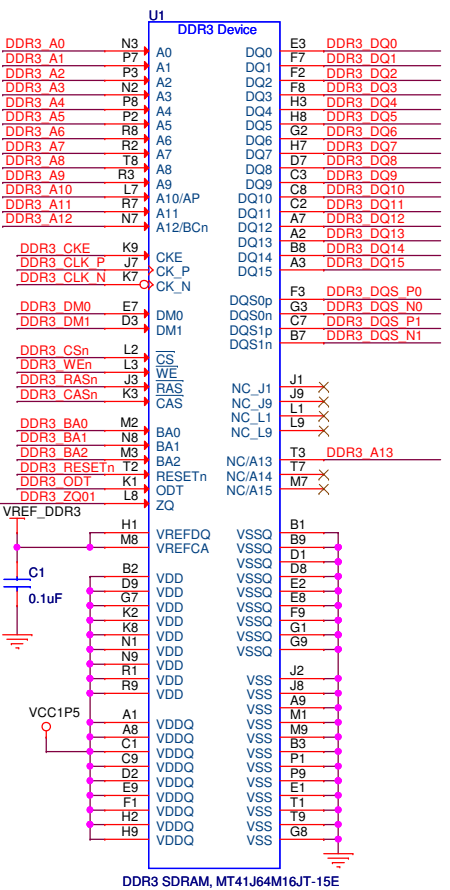 U1
DDR3 Device
DDR3_A0 N3 A0 DQ0 E3 DDR3_DQ0
DDR3_A1 P7 A1 DQ1 F7 DDR3_DQ1
DDR3_A2 P3 A2 DQ2 F2 DDR3_DQ2
DDR3_A3 N2 A3 DQ3 F8 DDR3_DQ3
DDR3_A4 P8 A4 DQ4 H3 DDR3_DQ4
DDR3_A5 P2 A5 DQ5 H8 DDR3_DQ5
DDR3_A6 R8 A6 DQ6 G2 DDR3_DQ6
DDR3_A7 R2 A7 DQ7 H7 DDR3_DQ7
DDR3_A8 T8 A8 DQ8 D7 DDR3_DQ8
DDR3_A9 R3 A9 DQ9 C3 DDR3_DQ9
DDR3_A10 L7 A10/AP DQ10 C8 DDR3_DQ10
DDR3_A11 R7 A11 DQ11 C2 DDR3_DQ11
DDR3_A12 N7 A12/BCn DQ12 A7 DDR3_DQ12
DQ13 A2 DDR3_DQ13
DDR3_CKE K9 CKE DQ14 B8 DDR3_DQ14
DDR3_CLK_P J7 CK_P DQ15 A3 DDR3_DQ15
DDR3_CLK_N K7 CK_N
DQS0p F3 DDR3_DQS_P0
DDR3_DM0 E7 DM0 DQS0n G3 DDR3_DQS_N0
DDR3_DM1 D3 DM1 DQS1p C7 DDR3_DQS_P1
DQS1n B7 DDR3_DQS_N1
DDR3_CSn L2 CS
DDR3_WEn L3 WE
DDR3_RASn J3 RAS NC_J1 J1
DDR3_CASn K3 CAS NC_J9 J9
NC_L1 L1
DDR3_BA0 M2 BA0 NC_L9 L9
DDR3_BA1 N8 BA1
DDR3_BA2 M3 BA2 NC/A13 T3 DDR3_A13
DDR3_RESETn T2 RESETn NC/A14 T7
DDR3_ODT K1 ODT NC/A15 M7
DDR3_ZQ01 L8 ZQ
VREF_DDR3
H1 VREFDQ VSSQ B1
M8 VREFCA VSSQ B9
VSSQ D1
C1 B2 VDD VSSQ D8
D9 VDD VSSQ E2
0.1uF G7 VDD VSSQ E8
K2 VDD VSSQ F9
K8 VDD VSSQ G1
N1 VDD VSSQ G9
N9 VDD
R1 VDD VSS J2
R9 VDD VSS J8
VSS A9
VCC1P5 A1 VDDQ VSS M1
A8 VDDQ VSS M9
C1 VDDQ VSS B3
C9 VDDQ VSS P1
D2 VDDQ VSS P9
E9 VDDQ VSS E1
F1 VDDQ VSS T1
H2 VDDQ VSS T9
H9 VDDQ VSS G8
DDR3 SDRAM, MT41J64M16JT-15E